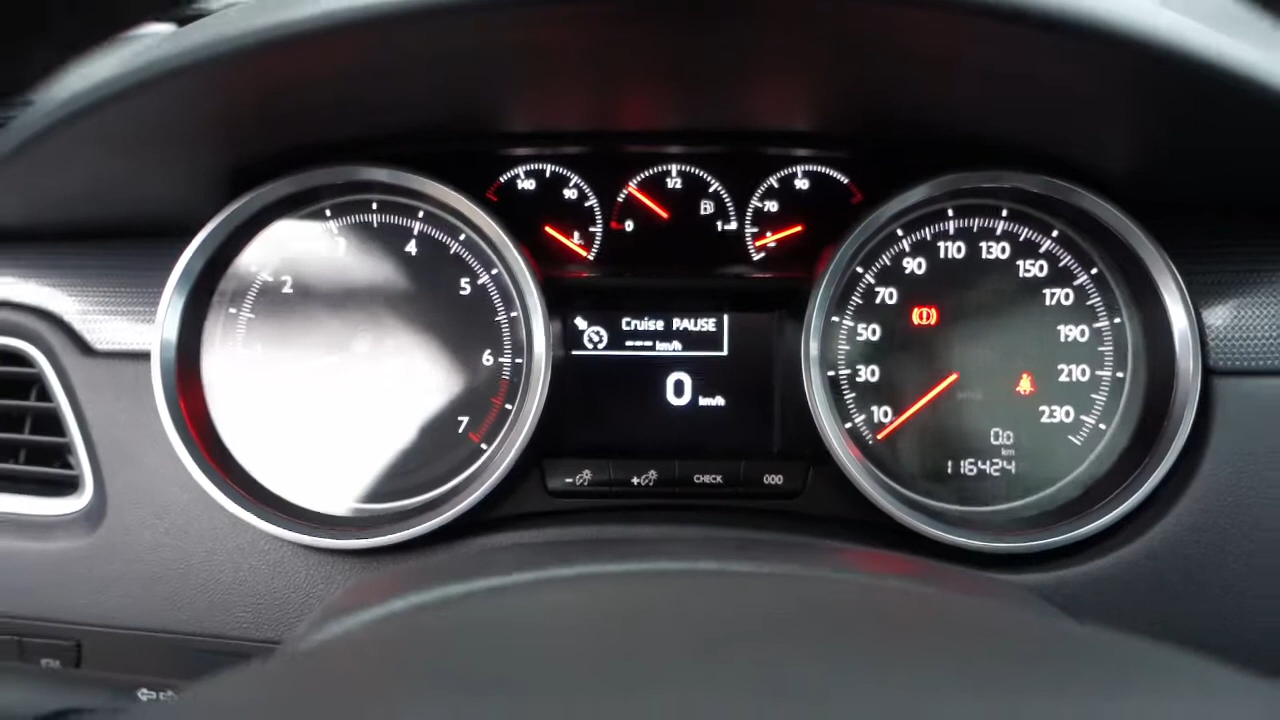 140 90
1/2
0 1
90
70
2 3 4 5 6 7
Cruise PAUSE
--- km/h
0 km/h
CHECK 000
10 30 50 70 90 110 130 150 170 190 210 230
0.0
km
116424